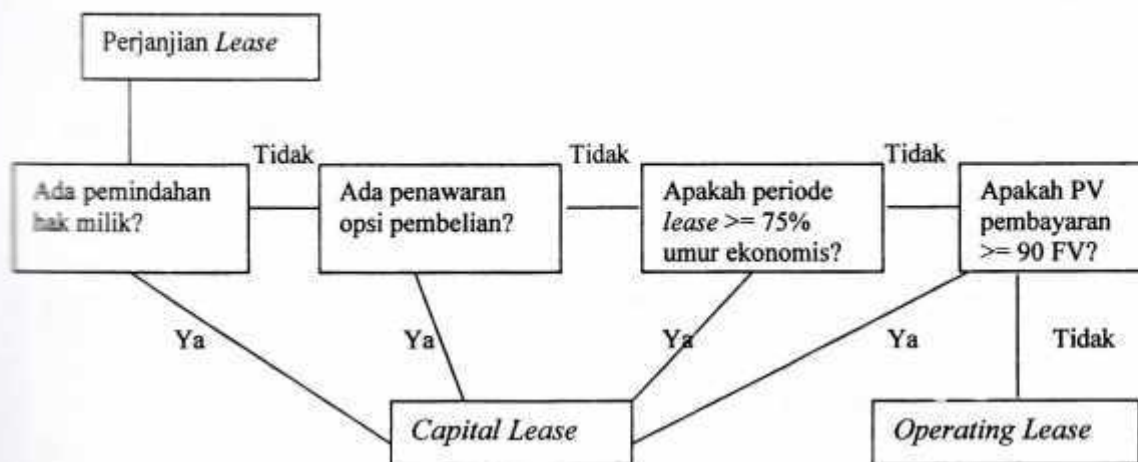 Perjanjian Lease
Tidak
Tidak
Tidak
Ada pemindahan
hak milik?
Ada penawaran
opsi pembelian?
Apakah periode
lease >= 75%
umur ekonomis?
Apakah PV
pembayaran
>= 90 FV?
Ya
Ya
Ya
Ya
Tidak
Capital Lease
Operating Lease